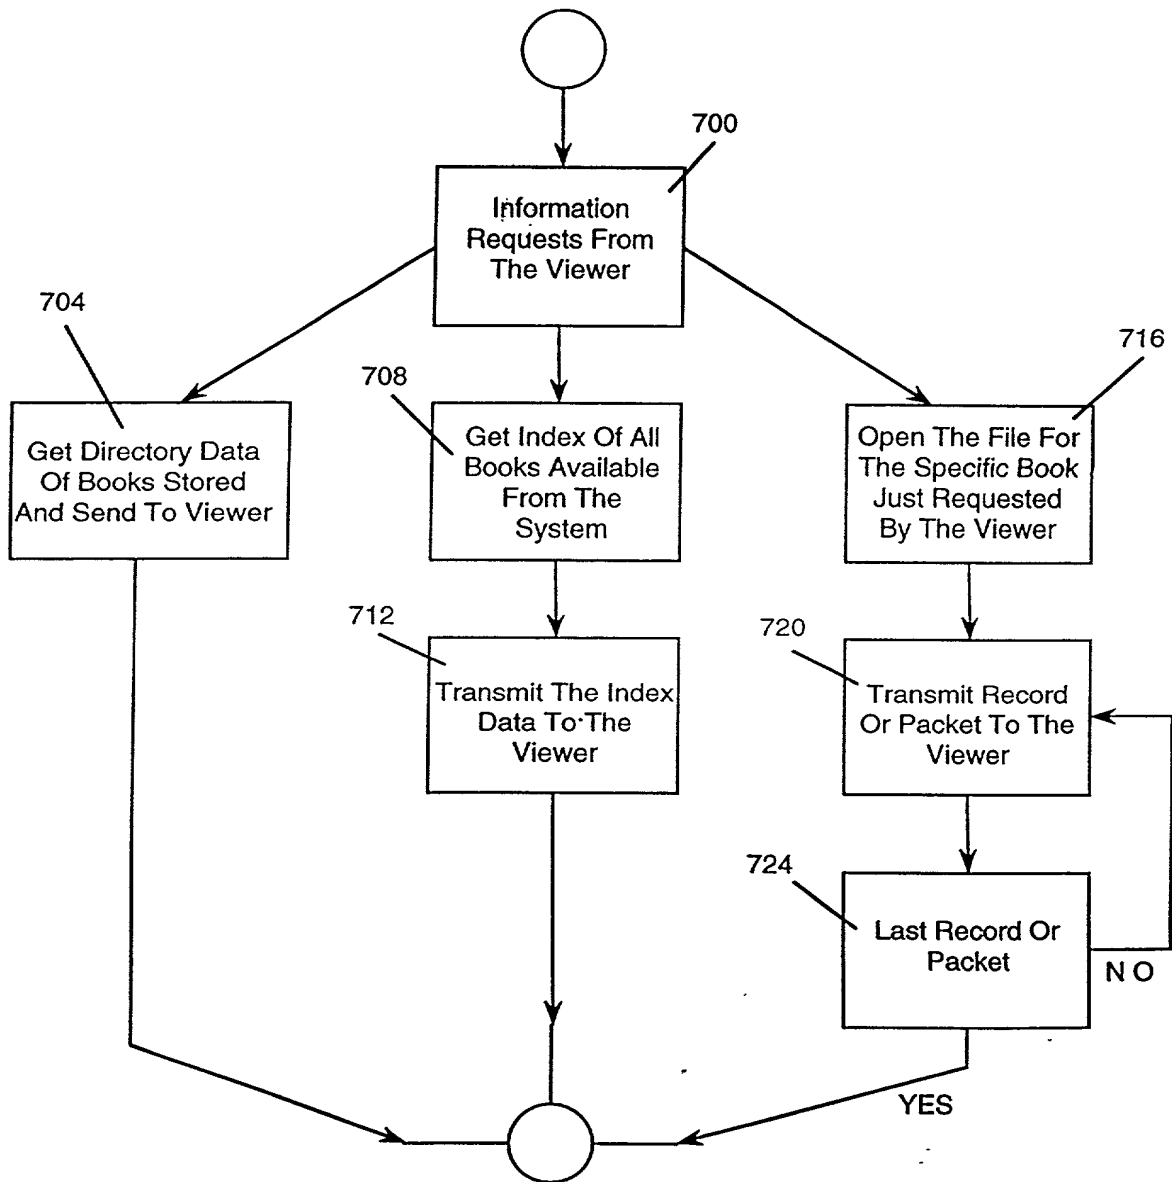 700
Information
Requests From
The Viewer
704
Get Directory Data
Of Books Stored
And Send To Viewer
708
Get Index Of All
Books Available
From The
System
716
Open The File For
The Specific Book
Just Requested
By The Viewer
712
Transmit The Index
Data To The
Viewer
720
Transmit Record
Or Packet To The
Viewer
724
Last Record Or
Packet
NO
YES